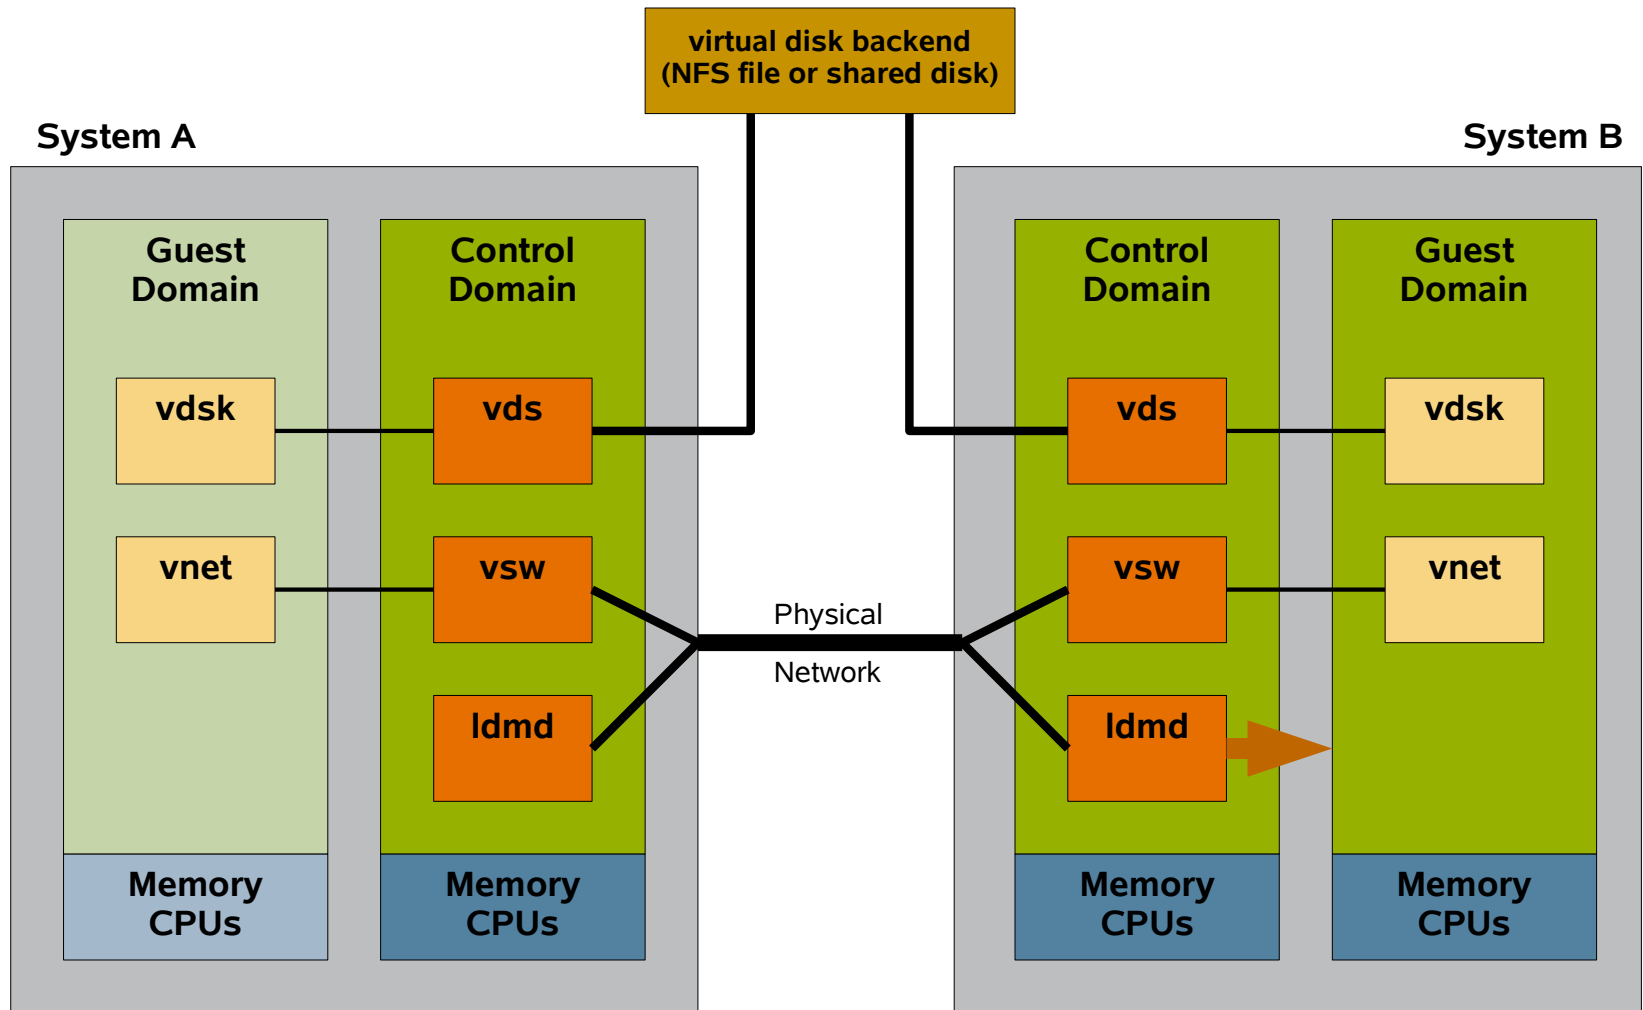 virtual disk backend
(NFS file or shared disk)
System A
System B
Guest
Domain
Control
Domain
Control
Domain
Guest
Domain
vdsk
vds
vds
vdsk
vnet
vsw
vsw
vnet
Physical
Network
ldmd
ldmd
Memory
CPUs
Memory
CPUs
Memory
CPUs
Memory
CPUs